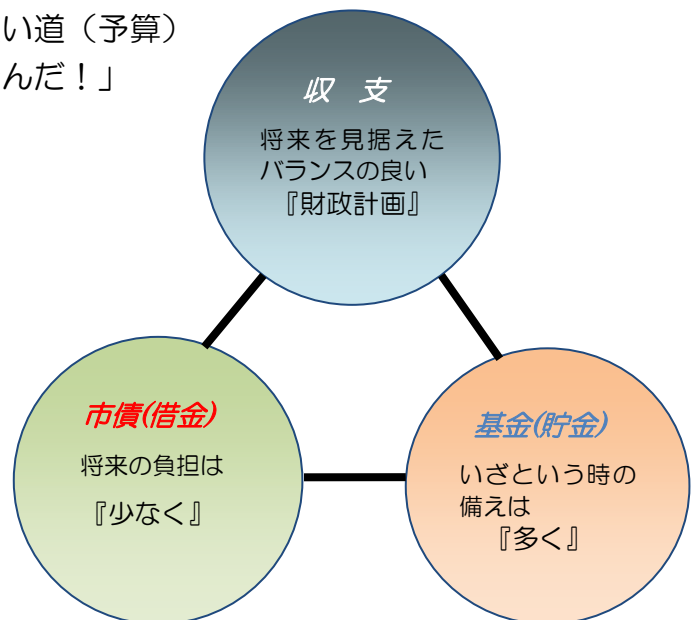 い道（予算）
んだ！」
収　支
将来を見据えた
バランスの良い
『財政計画』
市債(借金)
将来の負担は
『少なく』
基金(貯金)
いざという時の
備えは
『多く』